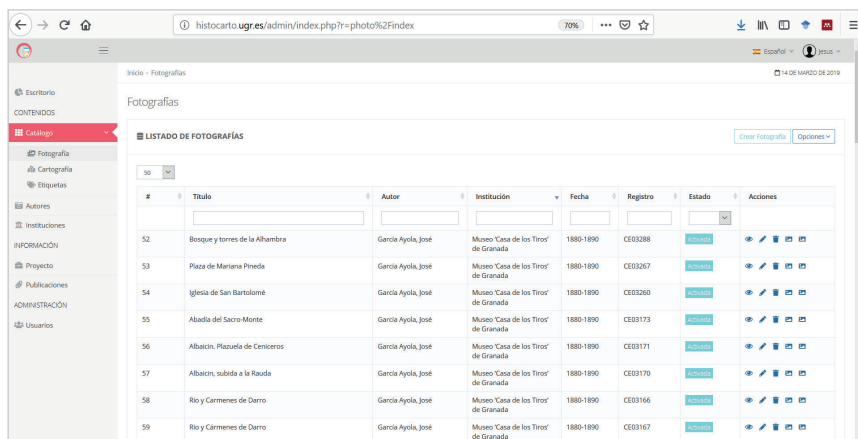 histocarto.ugr.es/admin/index.php?r=photo%2Findex 70%
Español Jesus
Inicio - Fotografías 14 DE MARZO DE 2019
Escritorio
CONTENIDOS
Catálogo
Fotografía
Cartografía
Etiquetas
Autores
Instituciones
INFORMACIÓN
Proyecto
Publicaciones
ADMINISTRACIÓN
Usuarios
Fotografías
LISTADO DE FOTOGRAFÍAS Crear Fotografía Opciones
50
# Título Autor Institución Fecha Registro Estado Acciones
52 Bosque y torres de la Alhambra García Ayola, José Museo 'Casa de los Tiros' 1880-1890 CE03288 Activada
de Granada
53 Plaza de Mariana Pineda García Ayola, José Museo 'Casa de los Tiros' 1880-1890 CE03267 Activada
de Granada
54 Iglesia de San Bartolomé García Ayola, José Museo 'Casa de los Tiros' 1880-1890 CE03260 Activada
de Granada
55 Abadía del Sacro-Monte García Ayola, José Museo 'Casa de los Tiros' 1880-1890 CE03173 Activada
de Granada
56 Albaicin. Plazuela de Ceniceros García Ayola, José Museo 'Casa de los Tiros' 1880-1890 CE03171 Activada
de Granada
57 Albaicin, subida a la Rauda García Ayola, José Museo 'Casa de los Tiros' 1880-1890 CE03170 Activada
de Granada
58 Rio y Carmenes de Darro García Ayola, José Museo 'Casa de los Tiros' 1880-1890 CE03166 Activada
de Granada
59 Rio y Cármenes de Darro García Ayola, José Museo 'Casa de los Tiros' 1880-1890 CE03167 Activada
de Granada